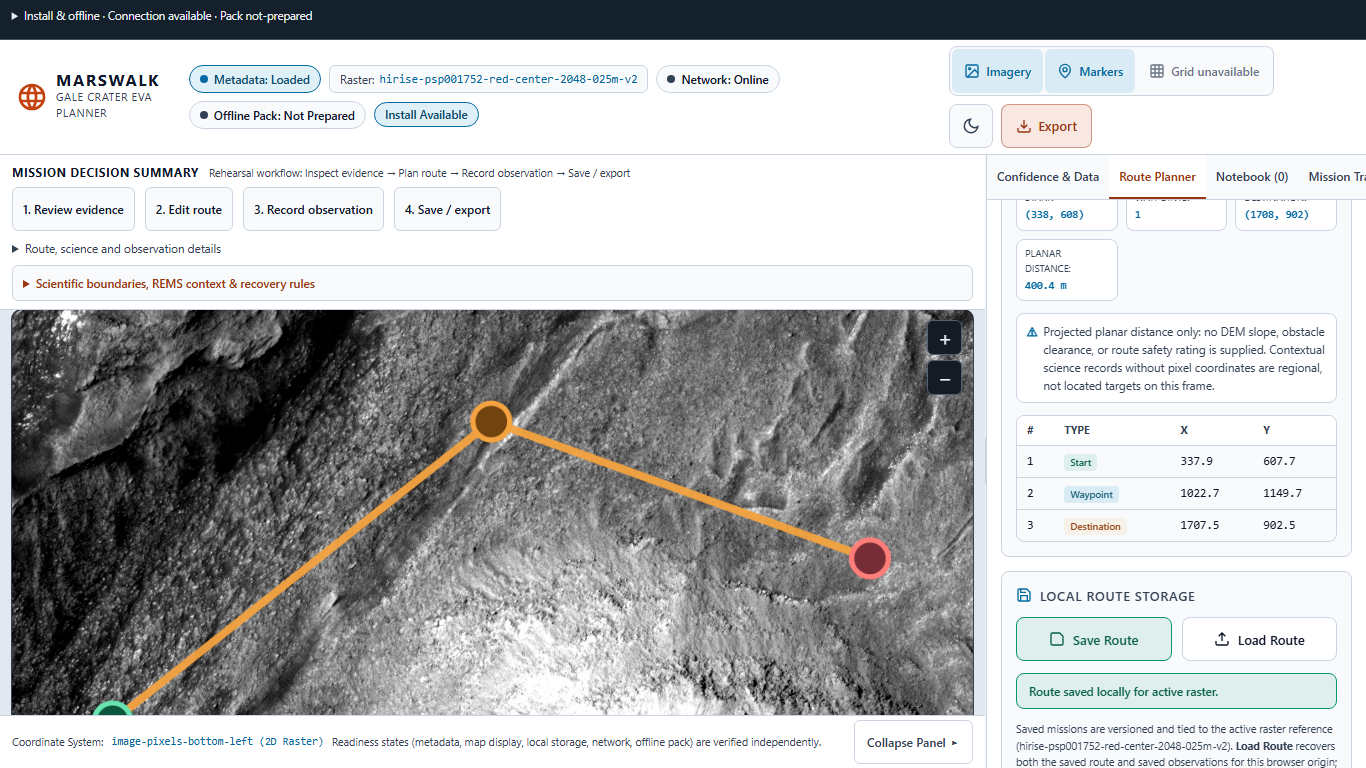 ▶ Install & offline · Connection available · Pack not-prepared
MARSWALK
GALE CRATER EVA
PLANNER
Metadata: Loaded
Raster: hirise-psp001752-red-center-2048-025m-v2
Network: Online
Offline Pack: Not Prepared
Install Available
Imagery
Markers
Grid unavailable
Export
MISSION DECISION SUMMARY Rehearsal workflow: Inspect evidence → Plan route → Record observation → Save / export
1. Review evidence
2. Edit route
3. Record observation
4. Save / export
▶ Route, science and observation details
▶ Scientific boundaries, REMS context & recovery rules
+
−
Coordinate System: image-pixels-bottom-left (2D Raster) Readiness states (metadata, map display, local storage, network, offline pack) are verified independently.
Collapse Panel ▸
Confidence & Data
Route Planner
Notebook (0)
Mission Tra
(338, 608)
1
(1708, 902)
PLANAR
DISTANCE:
400.4 m
Projected planar distance only: no DEM slope, obstacle
clearance, or route safety rating is supplied. Contextual
science records without pixel coordinates are regional,
not located targets on this frame.
# TYPE X Y
1 Start 337.9 607.7
2 Waypoint 1022.7 1149.7
3 Destination 1707.5 902.5
LOCAL ROUTE STORAGE
Save Route
Load Route
Route saved locally for active raster.
Saved missions are versioned and tied to the active raster reference
(hirise-psp001752-red-center-2048-025m-v2). Load Route recovers
both the saved route and saved observations for this browser origin;